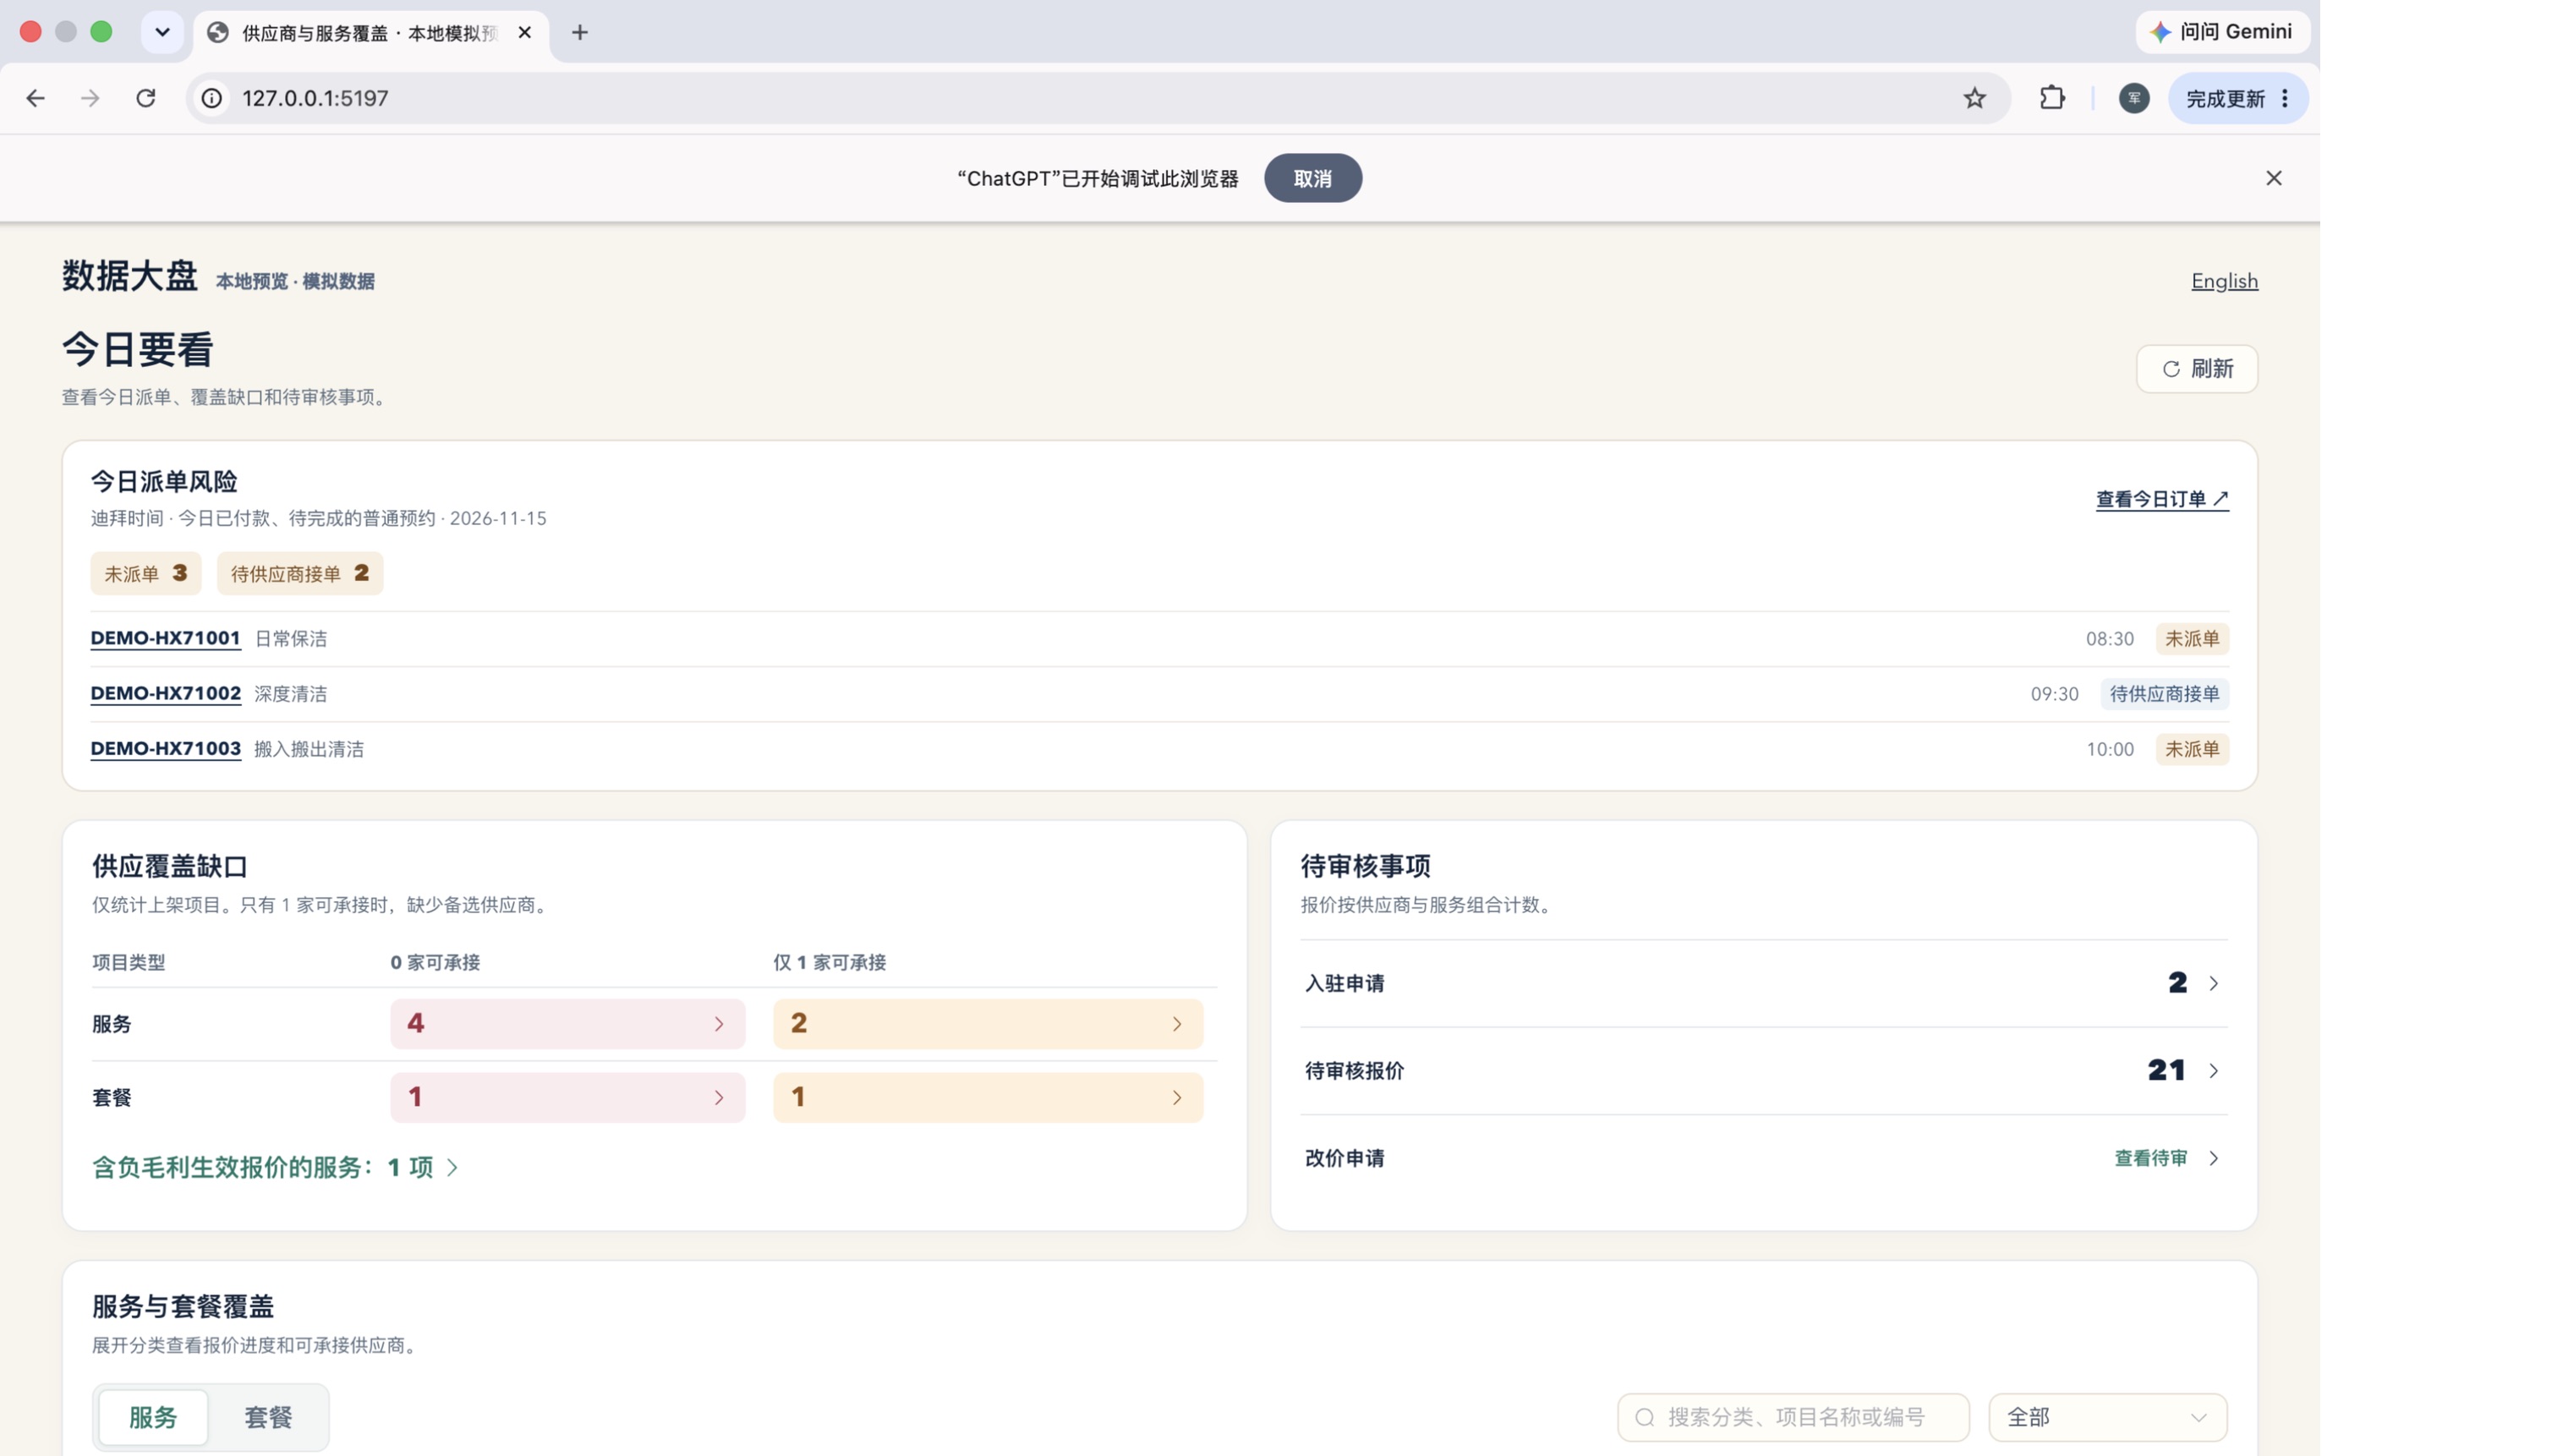 供应商与服务覆盖 · 本地模拟预
问问 Gemini
127.0.0.1:5197
军
完成更新
“ChatGPT”已开始调试此浏览器
取消
数据大盘 本地预览 · 模拟数据
English
今日要看
查看今日派单、覆盖缺口和待审核事项。
刷新
今日派单风险
迪拜时间 · 今日已付款、待完成的普通预约 · 2026-11-15
查看今日订单 ↗
未派单 3 待供应商接单 2
DEMO-HX71001 日常保洁 08:30 未派单
DEMO-HX71002 深度清洁 09:30 待供应商接单
DEMO-HX71003 搬入搬出清洁 10:00 未派单
供应覆盖缺口
仅统计上架项目。只有 1 家可承接时，缺少备选供应商。
项目类型 0 家可承接 仅 1 家可承接
服务 4 2
套餐 1 1
含负毛利生效报价的服务：1 项
待审核事项
报价按供应商与服务组合计数。
入驻申请 2
待审核报价 21
改价申请 查看待审
服务与套餐覆盖
展开分类查看报价进度和可承接供应商。
服务 套餐
搜索分类、项目名称或编号
全部